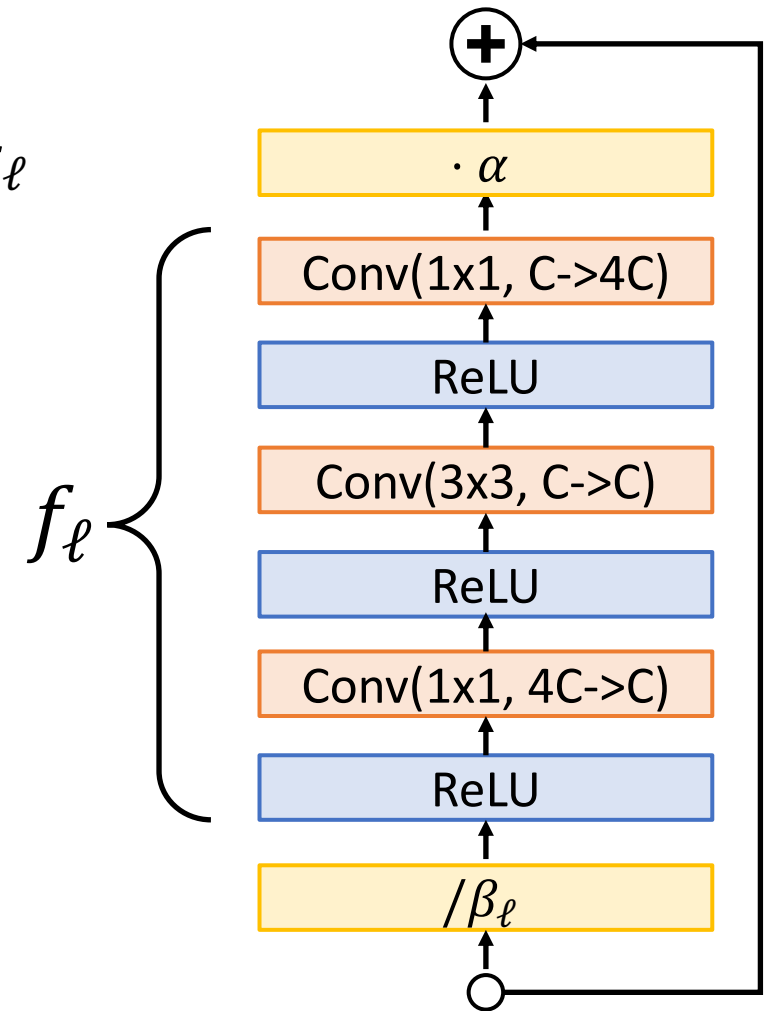 +
ℓ
· α
Conv(1x1, C->4C)
ReLU
Conv(3x3, C->C)
fℓ
ReLU
Conv(1x1, 4C->C)
ReLU
/βℓ